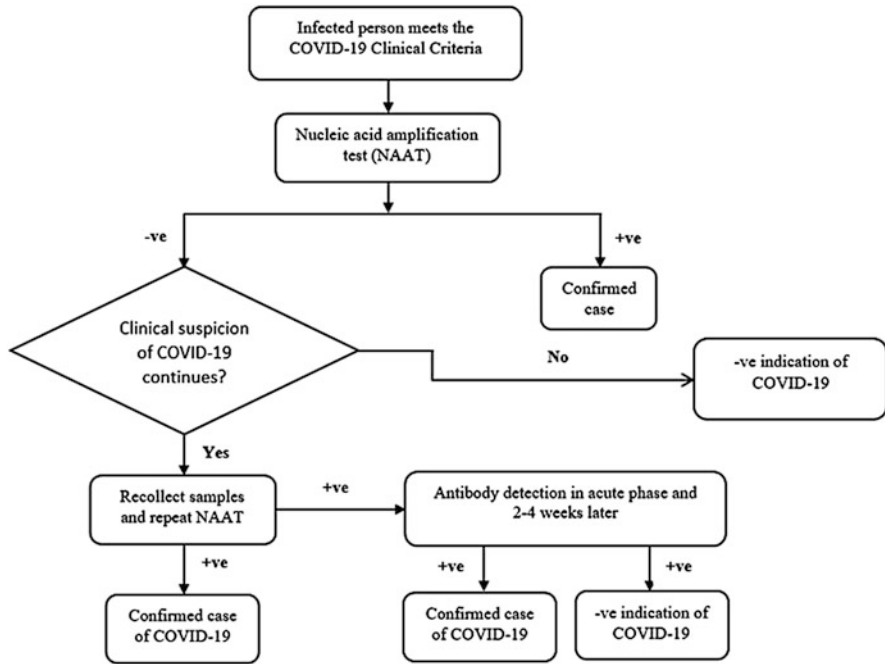 Infected person meets the
COVID-19 Clinical Criteria
Nucleic acid amplification
test (NAAT)
-ve
+ve
Confirmed
case
Clinical suspicion
of COVID-19
continues?
No
-ve indication of
COVID-19
Yes
Recollect samples
and repeat NAAT
+ve
Antibody detection in acute phase and
2-4 weeks later
+ve
+ve
+ve
Confirmed case
of COVID-19
Confirmed case
of COVID-19
-ve indication of
COVID-19